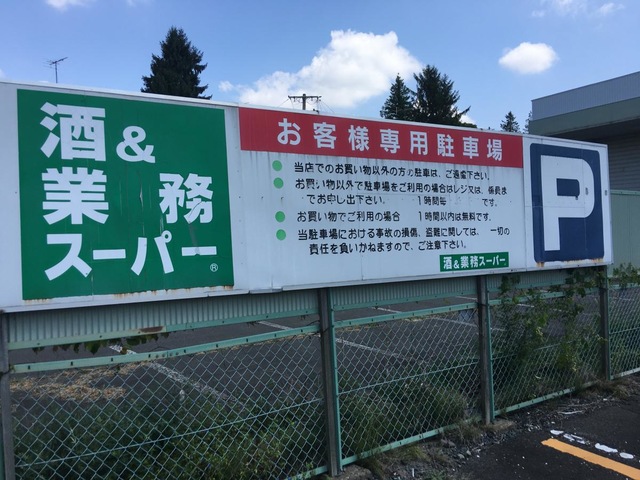 酒&
業務
スーパー®
お客様専用駐車場
当店でのお買い物以外の方の駐車は、ご遠慮下さい。
お買い物以外で駐車場をご利用の場合はレジ又は、係員ま
でお申し出下さい。 1時間毎 です。
お買い物でご利用の場合 1時間以内は無料です。
当駐車場における事故の損傷、盗難に関しては、一切の
責任を負いかねますので、ご注意下さい。
酒&業務スーパー
P